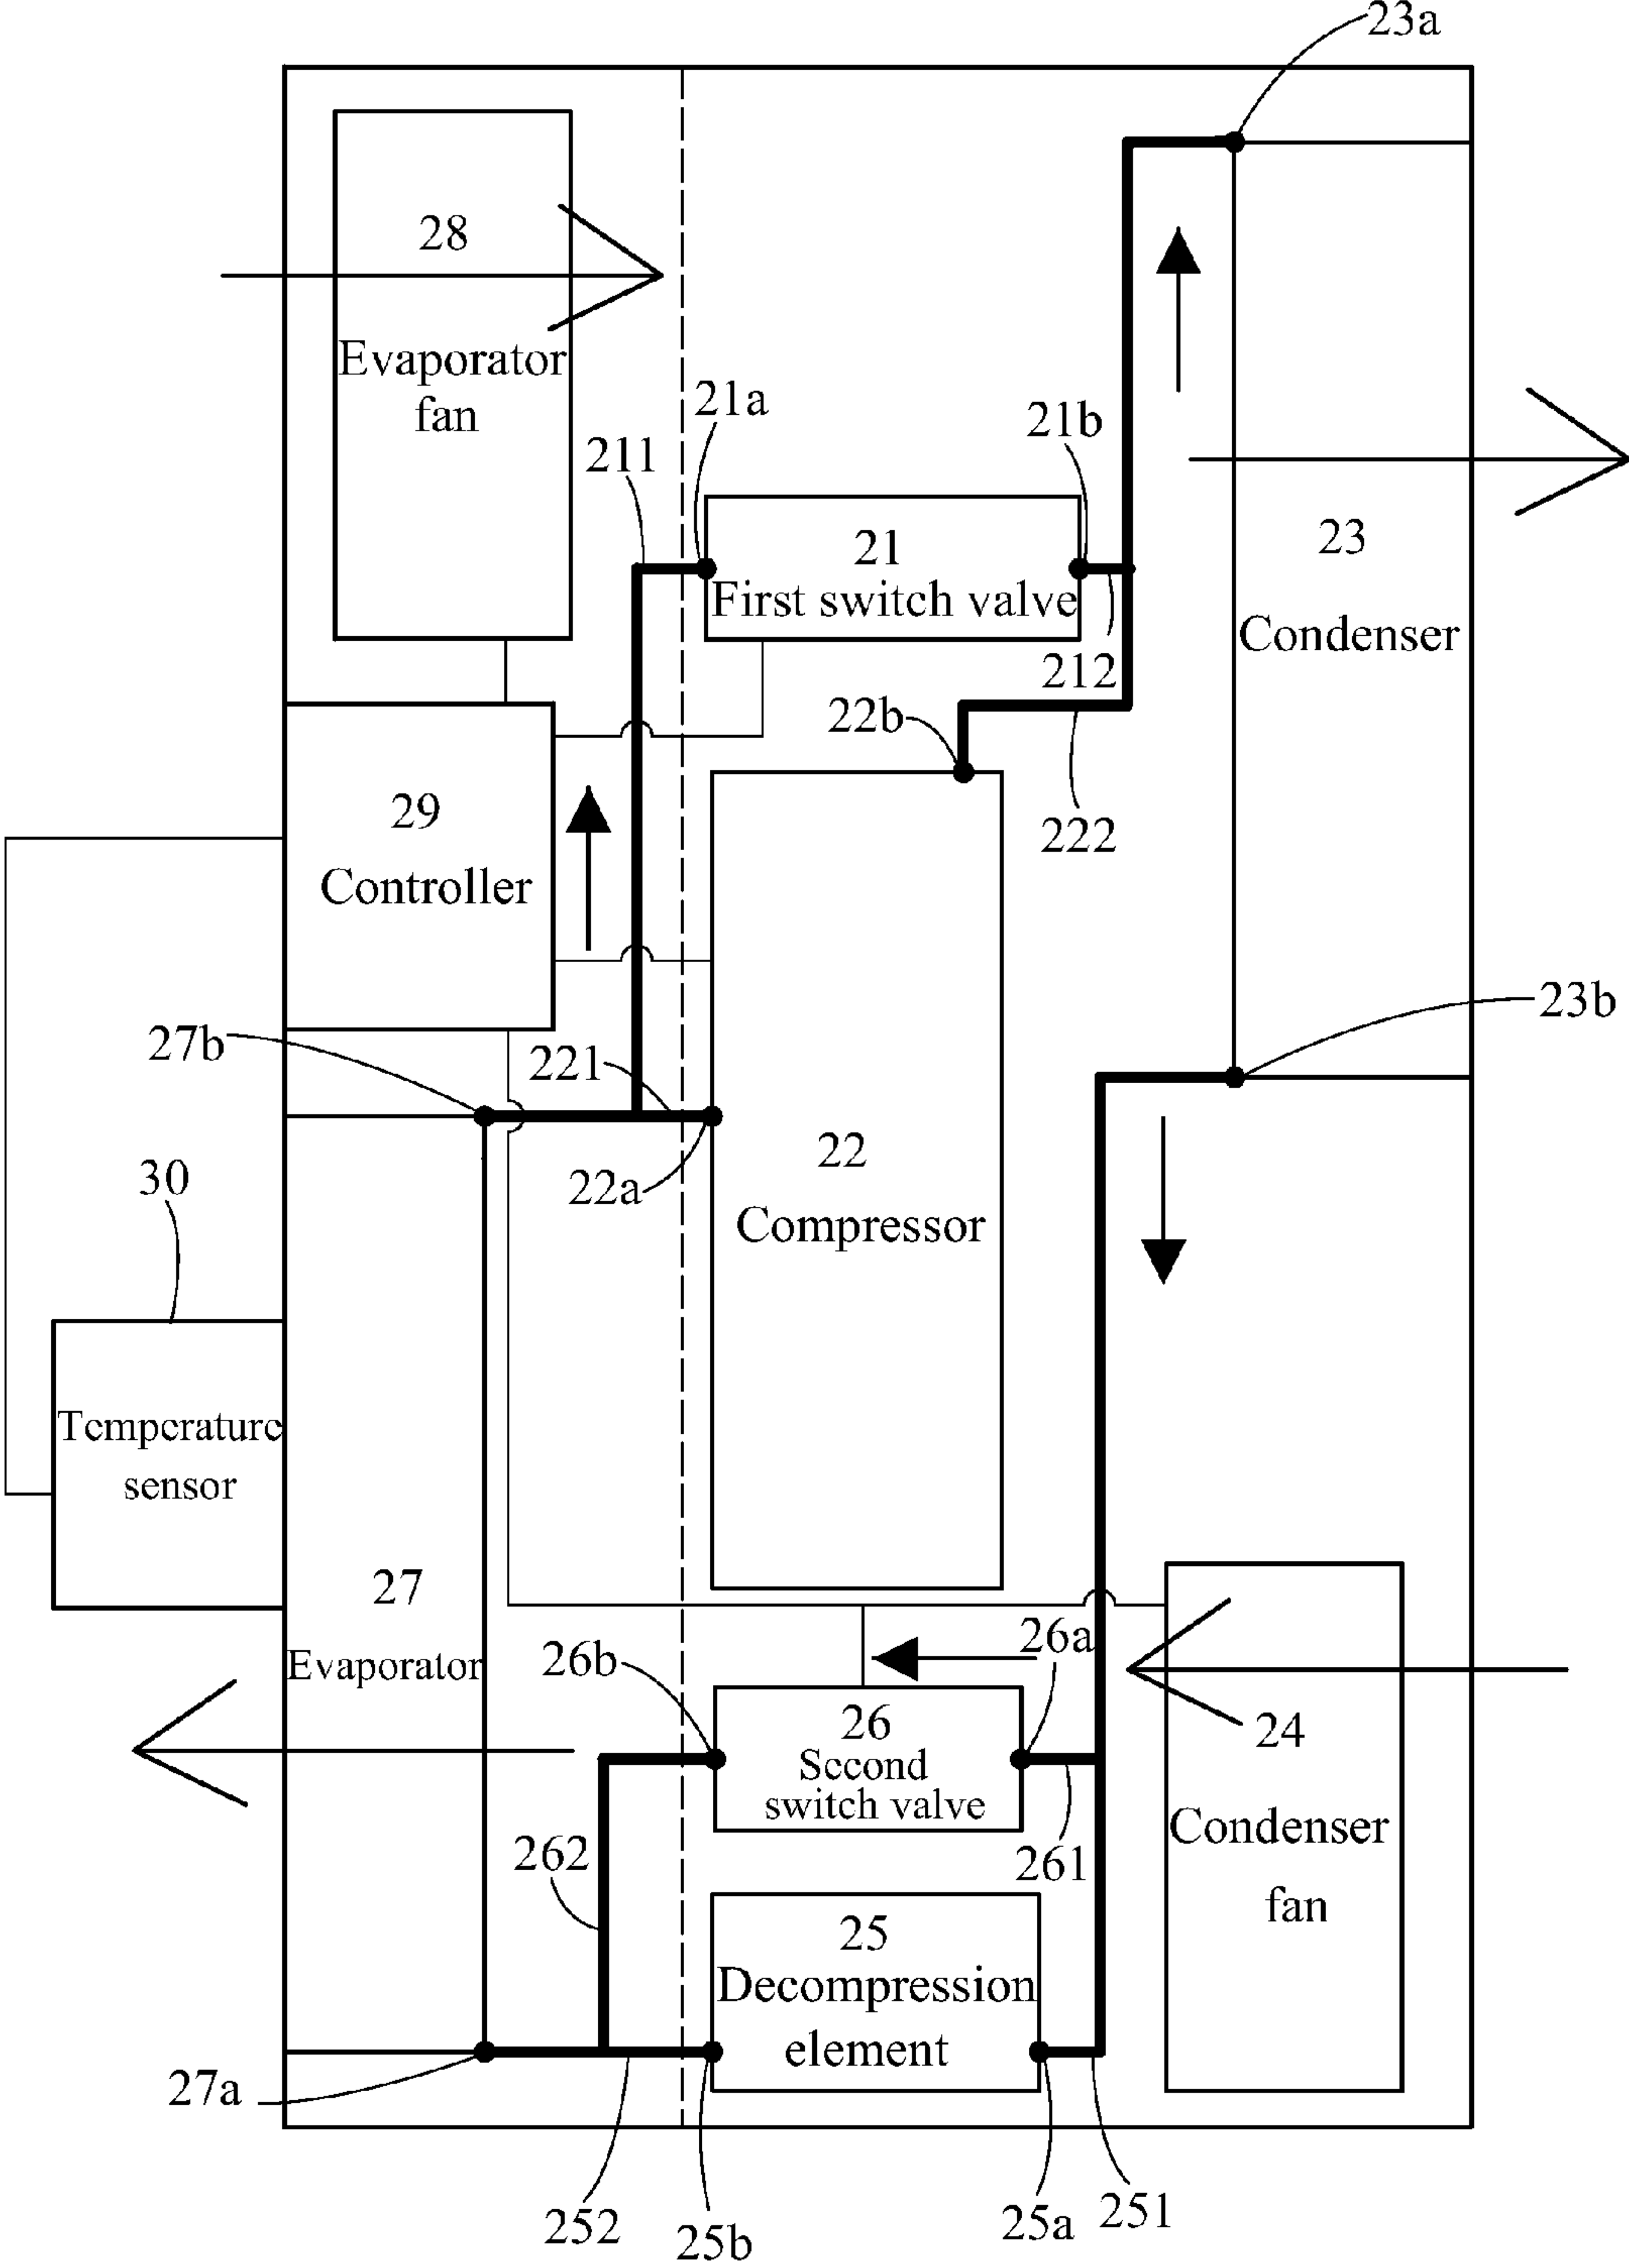 23a
28
Evaporator
fan
21a
21b
211
21
First switch valve
23
Condenser
212
22b
222
29
Controller
23b
27b
221
22a
22
Compressor
30
Temperature
sensor
27
Evaporator
26b
26a
26
Second
switch valve
24
Condenser
fan
262
261
25
Decompression
element
27a
252
25b
25a
251